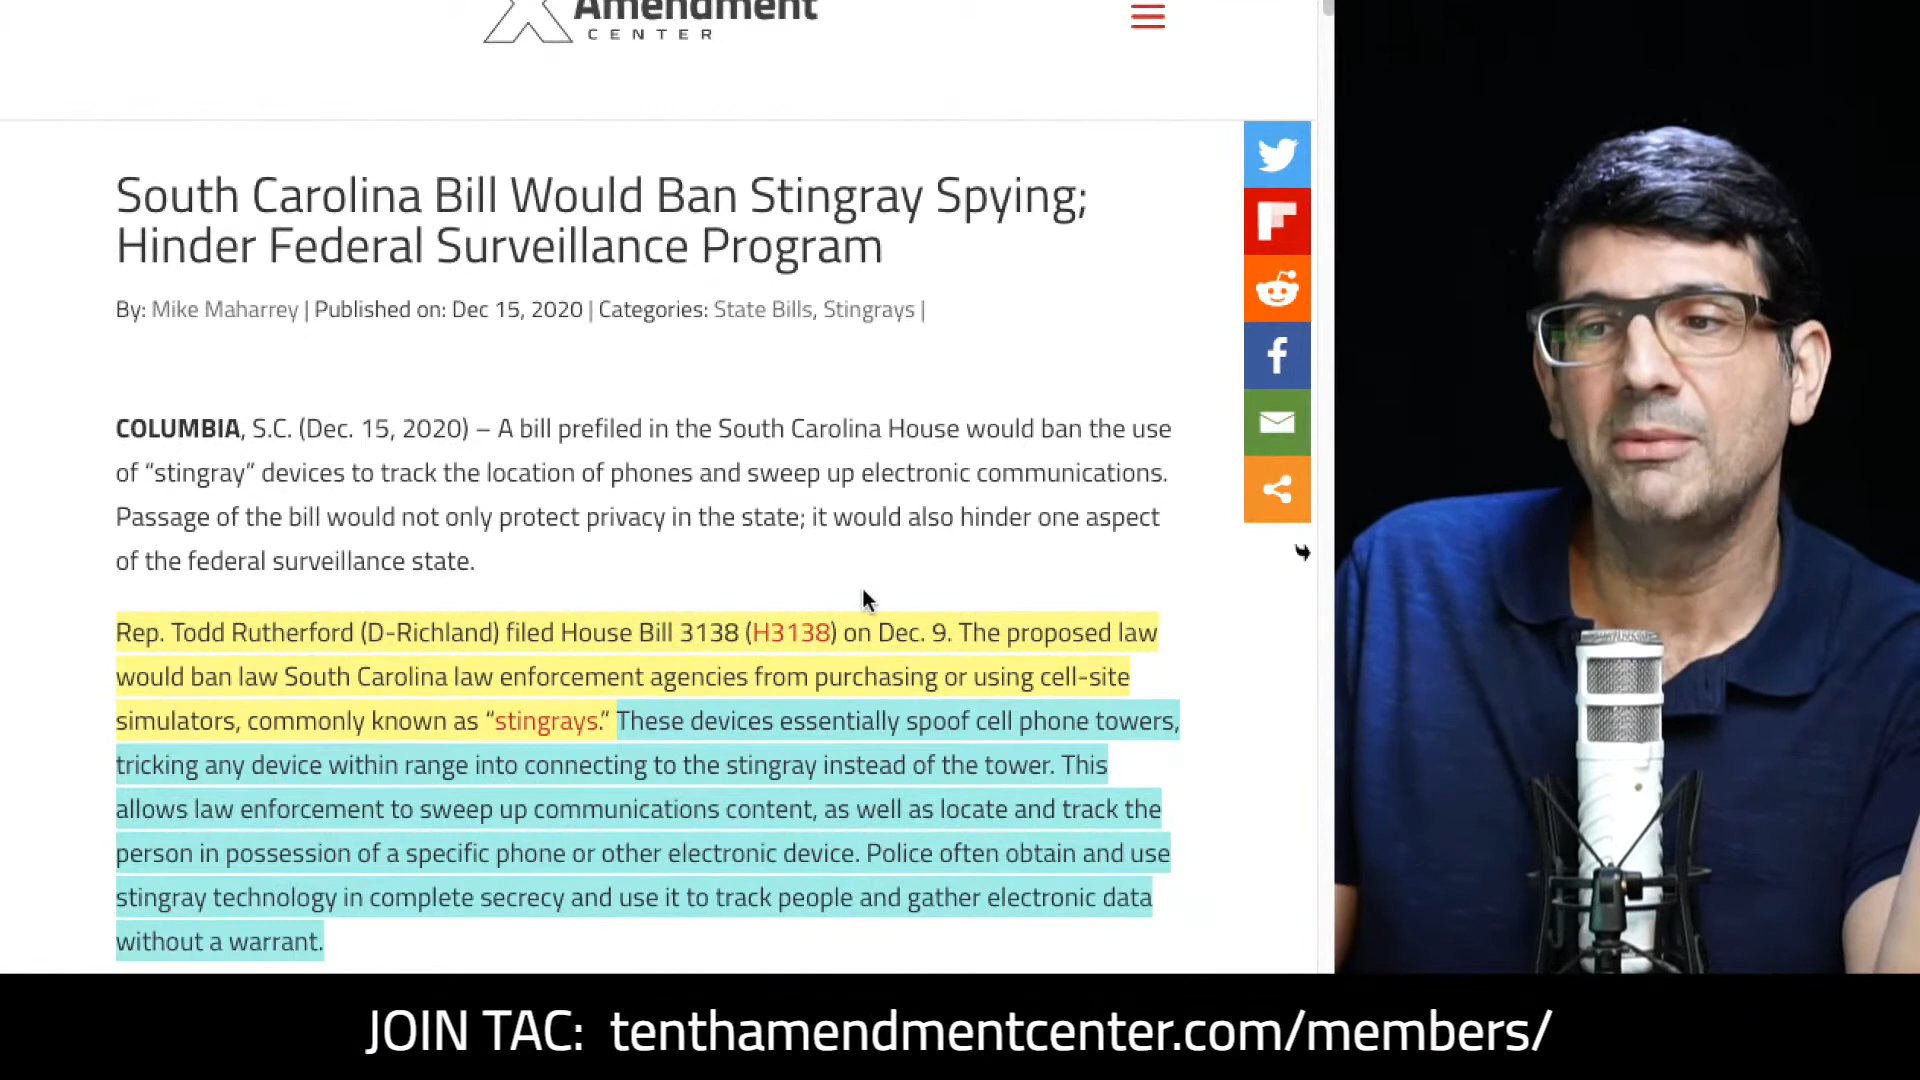 Amendment
CENTER
South Carolina Bill Would Ban Stingray Spying;
Hinder Federal Surveillance Program
By: Mike Maharrey | Published on: Dec 15, 2020 | Categories: State Bills, Stingrays |
COLUMBIA, S.C. (Dec. 15, 2020) – A bill prefiled in the South Carolina House would ban the use
of “stingray” devices to track the location of phones and sweep up electronic communications.
Passage of the bill would not only protect privacy in the state; it would also hinder one aspect
of the federal surveillance state.
Rep. Todd Rutherford (D-Richland) filed House Bill 3138 (H3138) on Dec. 9. The proposed law
would ban law South Carolina law enforcement agencies from purchasing or using cell-site
simulators, commonly known as “stingrays.” These devices essentially spoof cell phone towers,
tricking any device within range into connecting to the stingray instead of the tower. This
allows law enforcement to sweep up communications content, as well as locate and track the
person in possession of a specific phone or other electronic device. Police often obtain and use
stingray technology in complete secrecy and use it to track people and gather electronic data
without a warrant.
JOIN TAC: tenthamendmentcenter.com/members/